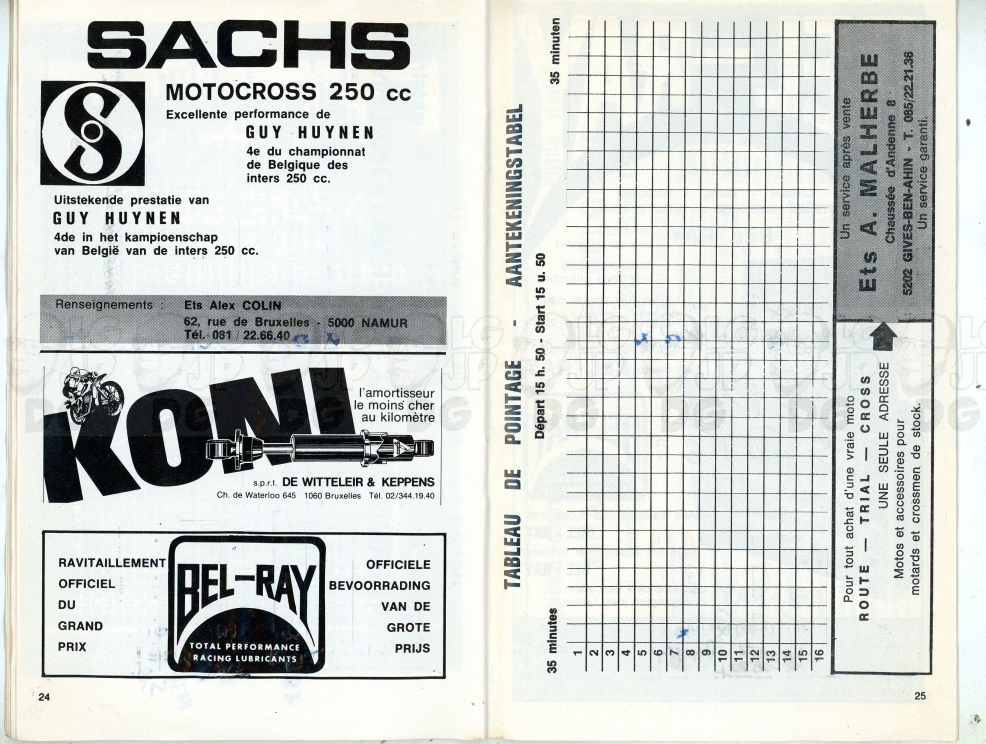 SACHS
MOTOCROSS 250 cc
Excellente performance de
GUY HUYNEN
4e du championnat
de Belgique des
inters 250 cc.
Uitstekende prestatie van
GUY HUYNEN
4de in het kampioenschap
van België van de inters 250 cc.
Renseignements : Ets Alex COLIN
62, rue de Bruxelles - 5000 NAMUR
Tél. 081 / 22.66.40
KONI
l'amortisseur
le moins cher
au kilomètre
s.p.r.l. DE WITTELEIR & KEPPENS
Ch. de Waterloo 645 1060 Bruxelles Tél. 02/344.19.40
RAVITAILLEMENT
OFFICIEL
DU
GRAND
PRIX
BEL-RAY
TOTAL PERFORMANCE
RACING LUBRICANTS
OFFICIELE
BEVOORRADING
VAN DE
GROTE
PRIJS
24
TABLEAU DE PONTAGE - AANTEKENINGSTABEL
Départ 15 h. 50 - Start 15 u. 50
35 minutes
35 minuten
1
2
3
4
5
6
7
8
9
10
11
12
13
14
15
16
Pour tout achat d'une vraie moto
ROUTE — TRIAL — CROSS
UNE SEULE ADRESSE
Motos et accessoires pour
motards et crossmen de stock.
Un service après vente
Ets A. MALHERBE
Chaussée d'Andenne 8
5202 GIVES-BEN-AHIN - T. 085/22.21.36
Un service garanti.
25